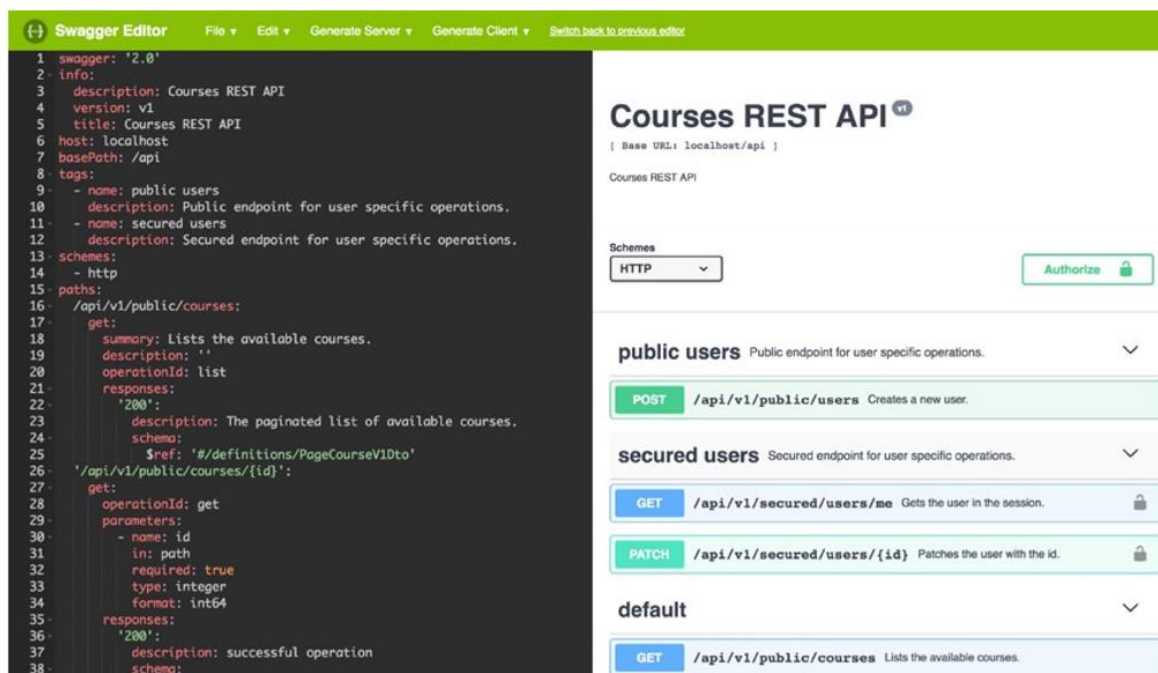 Swagger Editor File ▾ Edit ▾ Generate Server ▾ Generate Client ▾ Switch back to previous editor
1 swagger: '2.0'
2 info:
3 description: Courses REST API
4 version: v1
5 title: Courses REST API
6 host: localhost
7 basePath: /api
8 tags:
9 - name: public users
10 description: Public endpoint for user specific operations.
11 - name: secured users
12 description: Secured endpoint for user specific operations.
13 schemes:
14 - http
15 paths:
16 /api/v1/public/courses:
17 get:
18 summary: Lists the available courses.
19 description: ''
20 operationId: list
21 responses:
22 '200':
23 description: The paginated list of available courses.
24 schema:
25 $ref: '#/definitions/PageCourseV1Dto'
26 '/api/v1/public/courses/{id}':
27 get:
28 operationId: get
29 parameters:
30 - name: id
31 in: path
32 required: true
33 type: integer
34 format: int64
35 responses:
36 '200':
37 description: successful operation
38 schema:
Courses REST API v1
[ Base URL: localhost/api ]
Courses REST API
Schemes
HTTP
Authorize
public users Public endpoint for user specific operations.
POST /api/v1/public/users Creates a new user.
secured users Secured endpoint for user specific operations.
GET /api/v1/secured/users/me Gets the user in the session.
PATCH /api/v1/secured/users/{id} Patches the user with the id.
default
GET /api/v1/public/courses Lists the available courses.